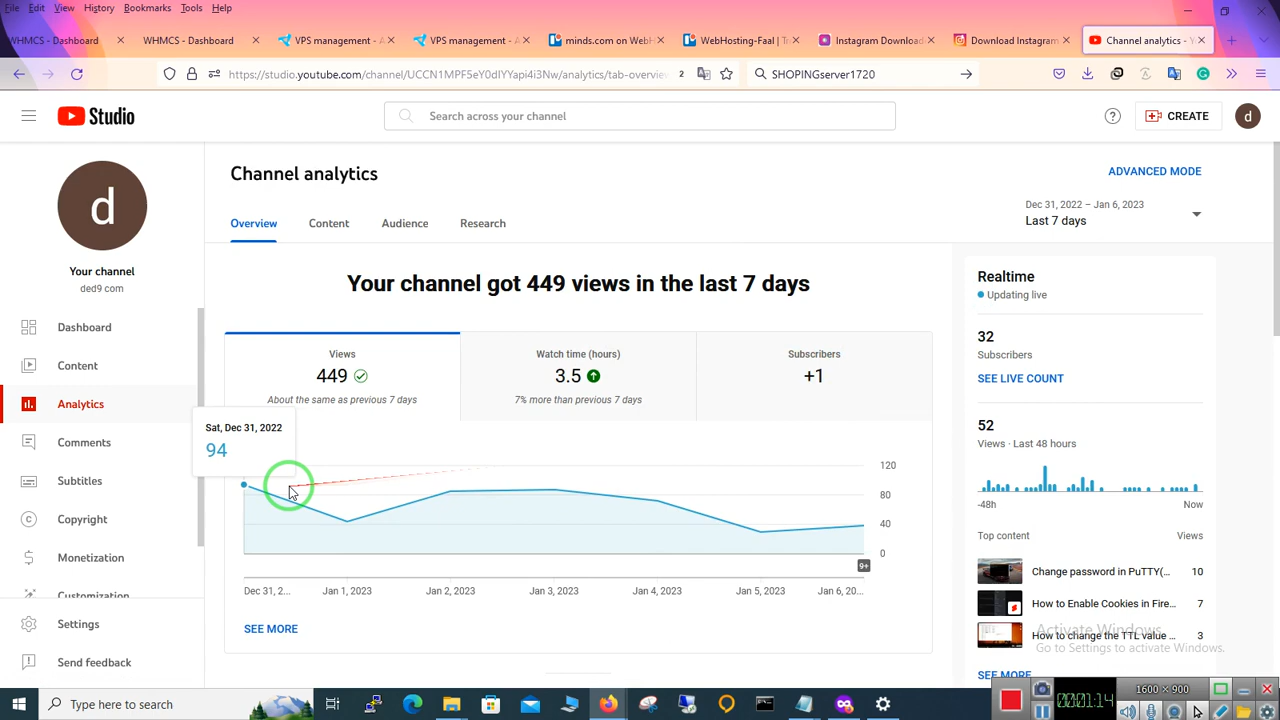 File Edit View History Bookmarks Tools Help
WHMCS - Dashboard
WHMCS - Dashboard
VPS management - A
VPS management - A
minds.com on WebH
WebHosting-Faal | Tr
Instagram Download
Download Instagram
Channel analytics - Y
https://studio.youtube.com/channel/UCCN1MPF5eY0dIYYapi4i3Nw/analytics/tab-overvie
2
SHOPINGserver1720
Studio
Search across your channel
CREATE
d
d
Your channel
ded9 com
Dashboard
Content
Analytics
Comments
Subtitles
Copyright
Monetization
Customization
Settings
Send feedback
Channel analytics
ADVANCED MODE
Overview
Content
Audience
Research
Dec 31, 2022 – Jan 6, 2023
Last 7 days
Your channel got 449 views in the last 7 days
Views
449
About the same as previous 7 days
Watch time (hours)
3.5
7% more than previous 7 days
Subscribers
+1
Sat, Dec 31, 2022
94
120
80
40
0
9+
Dec 31, 2...
Jan 1, 2023
Jan 2, 2023
Jan 3, 2023
Jan 4, 2023
Jan 5, 2023
Jan 6, 20...
SEE MORE
Realtime
Updating live
32
Subscribers
SEE LIVE COUNT
52
Views · Last 48 hours
-48h
Now
Top content
Views
Change password in PuTTY(...
10
How to Enable Cookies in Fire...
7
How to change the TTL value ...
3
SEE MORE
Activate Windows
Go to Settings to activate Windows.
Type here to search
1600 × 900
0001:14